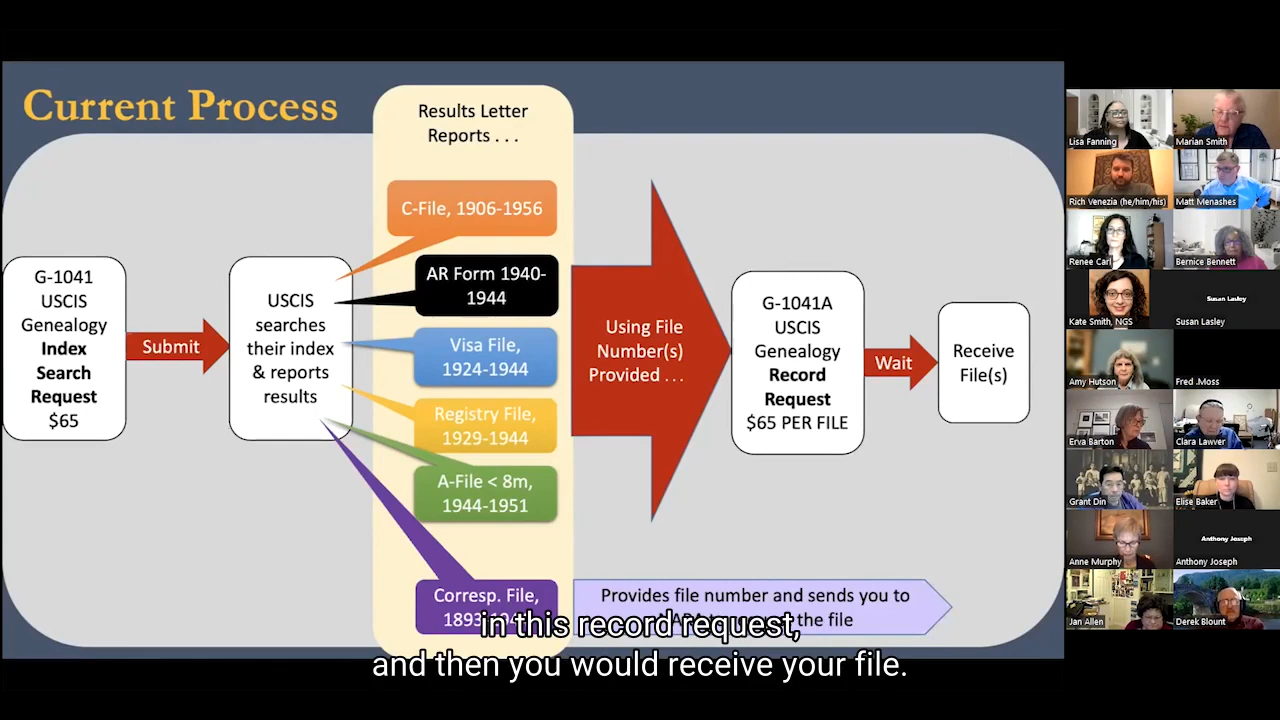 Current Process
Results Letter
Reports . . .
C-File, 1906-1956
AR Form 1940-
1944
Visa File,
1924-1944
Registry File,
1929-1944
A-File < 8m,
1944-1951
Corresp. File,
G-1041
USCIS
Genealogy
Index
Search
Request
$65
Submit
USCIS
searches
their index
& reports
results
Using File
Number(s)
Provided . . .
G-1041A
USCIS
Genealogy
Record
Request
$65 PER FILE
Wait
Receive
File(s)
Provides file number and sends you to
the file
in this record request,
and then you would receive your file.
Lisa Fanning
Marian Smith
Rich Venezia (he/him/his)
Matt Menashes
Renee Carl
Bernice Bennett
Kate Smith, NGS
Susan Lasley
Susan Lasley
Amy Hutson
Fred .Moss
Erva Barton
Clara Lawver
Grant Din
Elise Baker
Anne Murphy
Anthony Joseph
Anthony Joseph
Jan Allen
Derek Blount